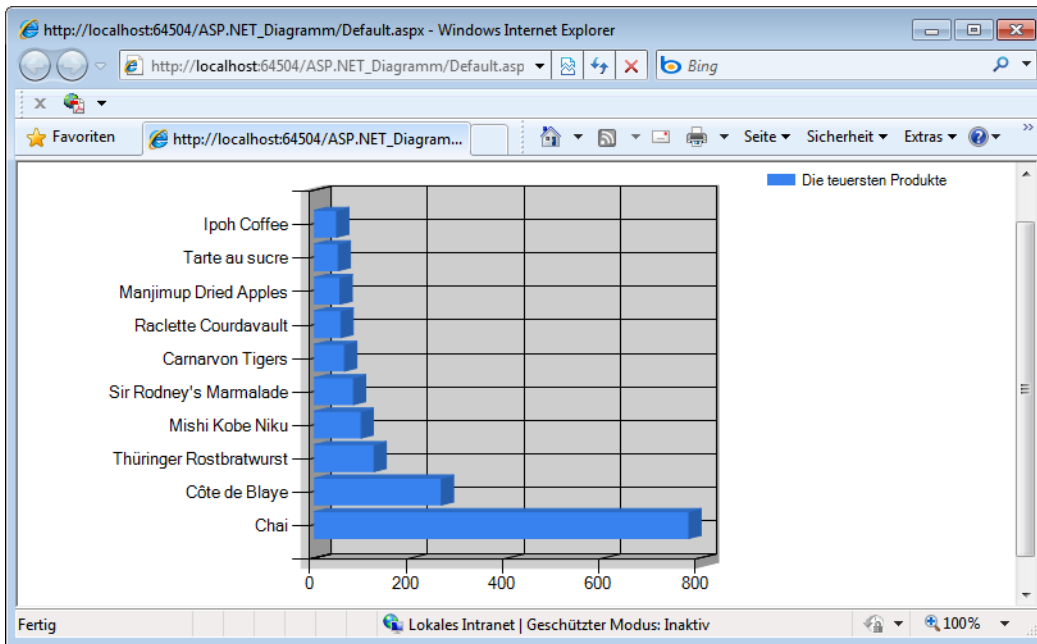 http://localhost:64504/ASP.NET_Diagramm/Default.aspx - Windows Internet Explorer
http://localhost:64504/ASP.NET_Diagramm/Default.asp
Bing
x
Favoriten
http://localhost:64504/ASP.NET_Diagram...
Seite
Sicherheit
Extras
»
Die teuersten Produkte
Ipoh Coffee
Tarte au sucre
Manjimup Dried Apples
Raclette Courdavault
Carnarvon Tigers
Sir Rodney's Marmalade
Mishi Kobe Niku
Thüringer Rostbratwurst
Côte de Blaye
Chai
0 200 400 600 800
Fertig
Lokales Intranet | Geschützter Modus: Inaktiv
100%